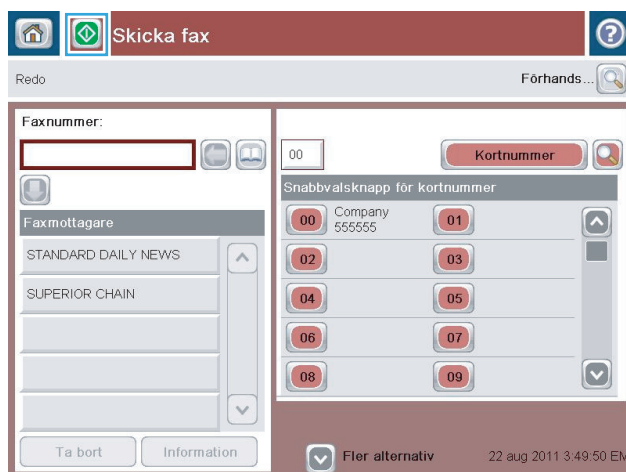 Skicka fax
?
Redo
Förhands...
Faxnummer:
Faxmottagare
STANDARD DAILY NEWS
SUPERIOR CHAIN
Ta bort
Information
00
Kortnummer
Snabbvalsknapp för kortnummer
00 Company 01
555555
02 03
04 05
06 07
08 09
Fler alternativ
22 aug 2011 3:49:50 EM